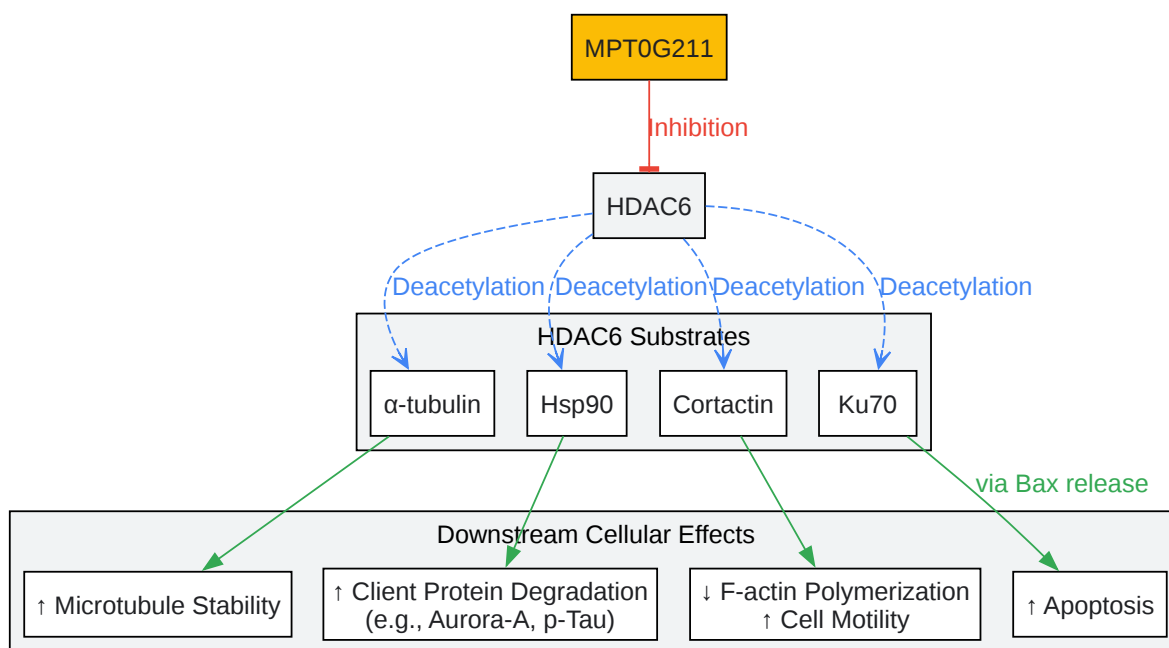 MPT0G211
Inhibition
HDAC6
Deacetylation
Deacetylation
Deacetylation
Deacetylation
HDAC6 Substrates
α-tubulin
Hsp90
Cortactin
Ku70
via Bax release
Downstream Cellular Effects
↑ Microtubule Stability
↑ Client Protein Degradation
(e.g., Aurora-A, p-Tau)
↓ F-actin Polymerization
↑ Cell Motility
↑ Apoptosis